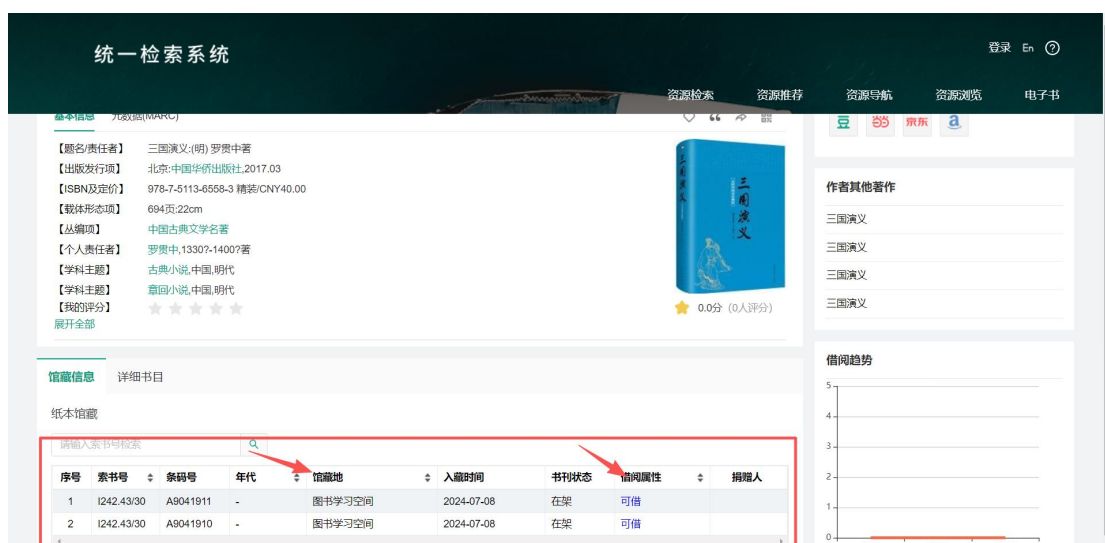 统一检索系统
登录 En ?
资源检索 资源推荐 资源导航 资源浏览 电子书
基本信息 元数据(MARC)
【题名/责任者】 三国演义:(明) 罗贯中著
【出版发行项】 北京:中国华侨出版社,2017.03
【ISBN及定价】 978-7-5113-6558-3 精装/CNY40.00
【载体形态项】 694页:22cm
【丛编项】 中国古典文学名著
【个人责任者】 罗贯中,1330?-1400?著
【学科主题】 古典小说,中国,明代
【学科主题】 章回小说,中国,明代
【我的评分】
展开全部
三国演义
三国演义
0.0分 (0人评分)
豆 当当 京东 a
作者其他著作
三国演义
三国演义
三国演义
三国演义
馆藏信息 详细书目
纸本馆藏
请输入索书号检索
序号 索书号 条码号 年代 馆藏地 入藏时间 书刊状态 借阅属性 捐赠人
1 I242.43/30 A9041911 - 图书学习空间 2024-07-08 在架 可借
2 I242.43/30 A9041910 - 图书学习空间 2024-07-08 在架 可借
借阅趋势
5
4
3
2
1
0